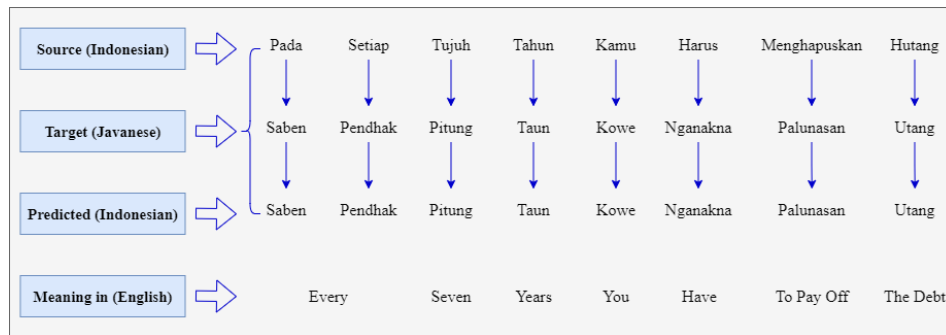 Source (Indonesian) Pada Setiap Tujuh Tahun Kamu Harus Menghapuskan Hutang
Target (Javanese) Saben Pendhak Pitung Taun Kowe Nganakna Palunasan Utang
Predicted (Indonesian) Saben Pendhak Pitung Taun Kowe Nganakna Palunasan Utang
Meaning in (English) Every Seven Years You Have To Pay Off The Debt